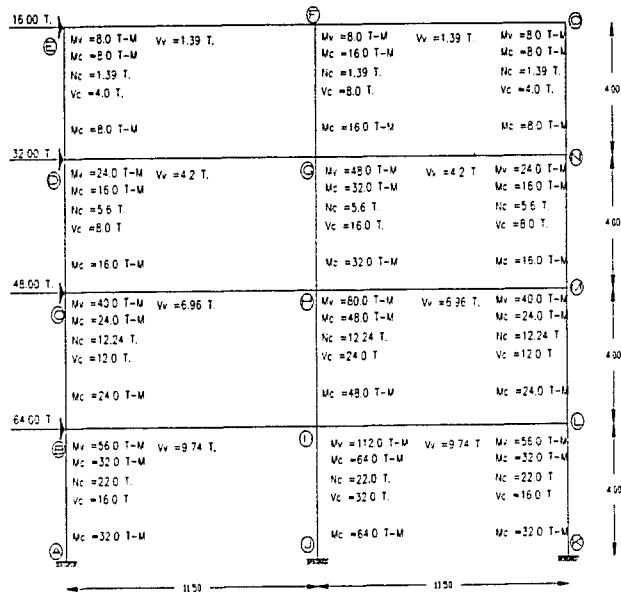 16.00 T.
F
O
E
Mv =8.0 T-M Vv =1.39 T.
Mc =8.0 T-M
Nc =1.39 T.
Vc =4.0 T.
Mc =8.0 T-M
Mv =8.0 T-M Vv =1.39 T.
Mc =16.0 T-M
Nc =1.39 T.
Vc =8.0 T.
Mc =16.0 T-M
Mv =8.0 T-M
Mc =8.0 T-M
Nc =1.39 T.
Vc =4.0 T.
Mc =8.0 T-M
4.00
32.00 T.
D
G
N
Mv =24.0 T-M Vv =4.2 T.
Mc =16.0 T-M
Nc =5.6 T.
Vc =8.0 T
Mc =16.0 T-M
Mv =48.0 T-M Vv =4.2 T.
Mc =32.0 T-M
Nc =5.6 T.
Vc =16.0 T.
Mc =32.0 T-M
Mv =24.0 T-M
Mc =16.0 T-M
Nc =5.6 T.
Vc =8.0 T.
Mc =16.0 T-M
4.00
48.00 T.
H
M
Mv =40.0 T-M Vv =6.96 T.
Mc =24.0 T-M
Nc =12.24 T.
Vc =12.0 T.
Mc =24.0 T-M
Mv =80.0 T-M Vv =6.96 T.
Mc =48.0 T-M
Nc =12.24 T.
Vc =24.0 T
Mc =48.0 T-M
Mv =40.0 T-M
Mc =24.0 T-M
Nc =12.24 T
Vc =12.0 T
Mc =24.0 T-M
4.00
64.00 T.
B
I
L
Mv =56.0 T-M Vv =9.74 T.
Mc =32.0 T-M
Nc =22.0 T.
Vc =16.0 T
Mc =32.0 T-M
Mv =112.0 T-M Vv =9.74 T
Mc =64.0 T-M
Nc =22.0 T.
Vc =32.0 T.
Mc =64.0 T-M
Mv =56.0 T-M
Mc =32.0 T-M
Nc =22.0 T.
Vc =16.0 T
Mc =32.0 T-M
4.00
A
J
K
11.50
11.50